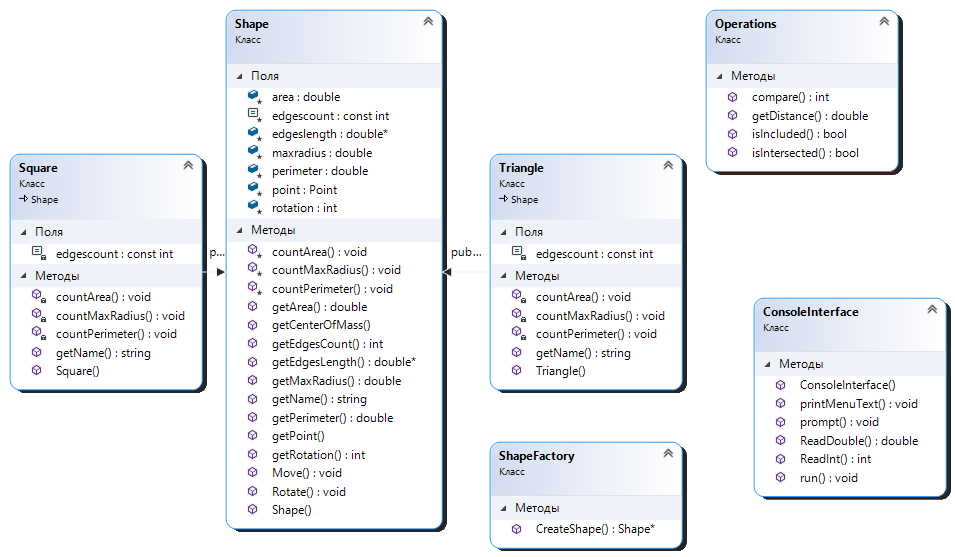 Square
Класс
Shape
Поля
edgescount : const int
Методы
countArea() : void
countMaxRadius() : void
countPerimeter() : void
getName() : string
Square()
p...
Shape
Класс
Поля
area : double
edgescount : const int
edgeslength : double*
maxradius : double
perimeter : double
point : Point
rotation : int
Методы
countArea() : void
countMaxRadius() : void
countPerimeter() : void
getArea() : double
getCenterOfMass()
getEdgesCount() : int
getEdgesLength() : double*
getMaxRadius() : double
getName() : string
getPerimeter() : double
getPoint()
getRotation() : int
Move() : void
Rotate() : void
Shape()
pub...
Triangle
Класс
Shape
Поля
edgescount : const int
Методы
countArea() : void
countMaxRadius() : void
countPerimeter() : void
getName() : string
Triangle()
ShapeFactory
Класс
Методы
CreateShape() : Shape*
Operations
Класс
Методы
compare() : int
getDistance() : double
isIncluded() : bool
isIntersected() : bool
ConsoleInterface
Класс
Методы
ConsoleInterface()
printMenuText() : void
prompt() : void
ReadDouble() : double
ReadInt() : int
run() : void